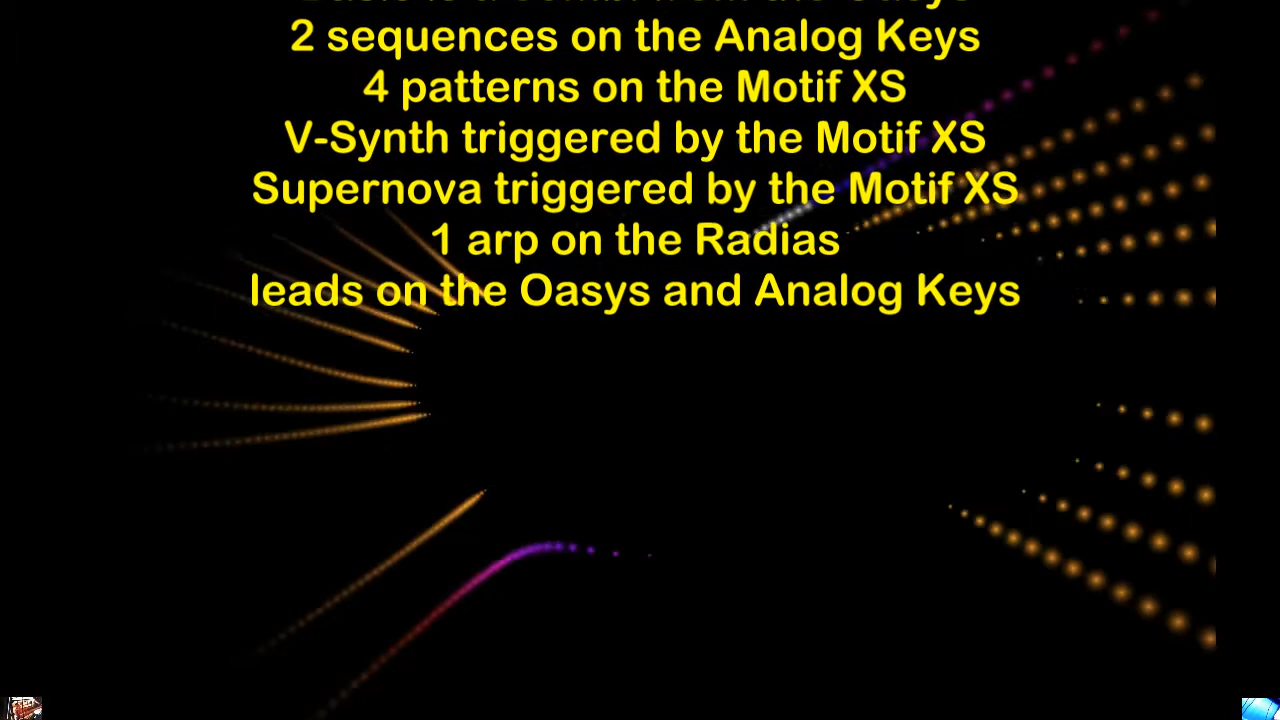 2 sequences on the Analog Keys
4 patterns on the Motif XS
V-Synth triggered by the Motif XS
Supernova triggered by the Motif XS
1 arp on the Radias
leads on the Oasys and Analog Keys